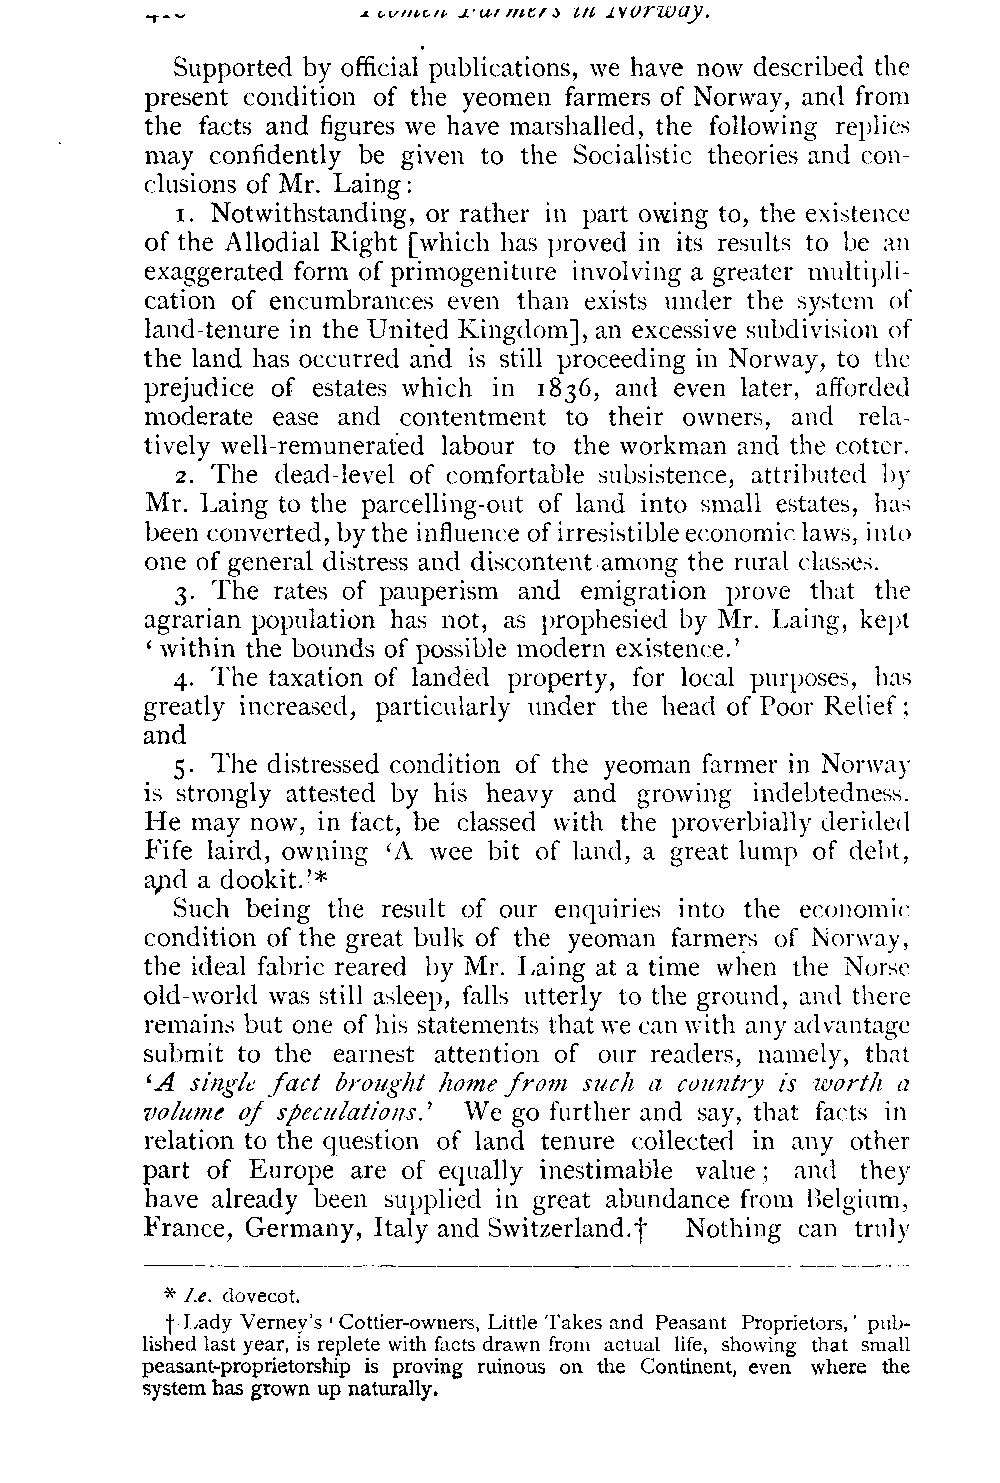 Yeomen Farmers in Norway.
Supported by official publications, we have now described the
present condition of the yeomen farmers of Norway, and from
the facts and figures we have marshalled, the following replies
may confidently be given to the Socialistic theories and con-
clusions of Mr. Laing:
1. Notwithstanding, or rather in part owing to, the existence
of the Allodial Right [which has proved in its results to be an
exaggerated form of primogeniture involving a greater multipli-
cation of encumbrances even than exists under the system of
land-tenure in the United Kingdom], an excessive subdivision of
the land has occurred and is still proceeding in Norway, to the
prejudice of estates which in 1836, and even later, afforded
moderate ease and contentment to their owners, and rela-
tively well-remunerated labour to the workman and the cotter.
2. The dead-level of comfortable subsistence, attributed by
Mr. Laing to the parcelling-out of land into small estates, has
been converted, by the influence of irresistible economic laws, into
one of general distress and discontent among the rural classes.
3. The rates of pauperism and emigration prove that the
agrarian population has not, as prophesied by Mr. Laing, kept
‘within the bounds of possible modern existence.’
4. The taxation of landed property, for local purposes, has
greatly increased, particularly under the head of Poor Relief;
and
5. The distressed condition of the yeoman farmer in Norway
is strongly attested by his heavy and growing indebtedness.
He may now, in fact, be classed with the proverbially derided
Fife laird, owning ‘A wee bit of land, a great lump of debt,
and a dookit.’*
Such being the result of our enquiries into the economic
condition of the great bulk of the yeoman farmers of Norway,
the ideal fabric reared by Mr. Laing at a time when the Norse
old-world was still asleep, falls utterly to the ground, and there
remains but one of his statements that we can with any advantage
submit to the earnest attention of our readers, namely, that
‘A single fact brought home from such a country is worth a
volume of speculations.’ We go further and say, that facts in
relation to the question of land tenure collected in any other
part of Europe are of equally inestimable value; and they
have already been supplied in great abundance from Belgium,
France, Germany, Italy and Switzerland.† Nothing can truly
* I.e. dovecot.
† Lady Verney's ‘Cottier-owners, Little Takes and Peasant Proprietors,’ pub-
lished last year, is replete with facts drawn from actual life, showing that small
peasant-proprietorship is proving ruinous on the Continent, even where the
system has grown up naturally.